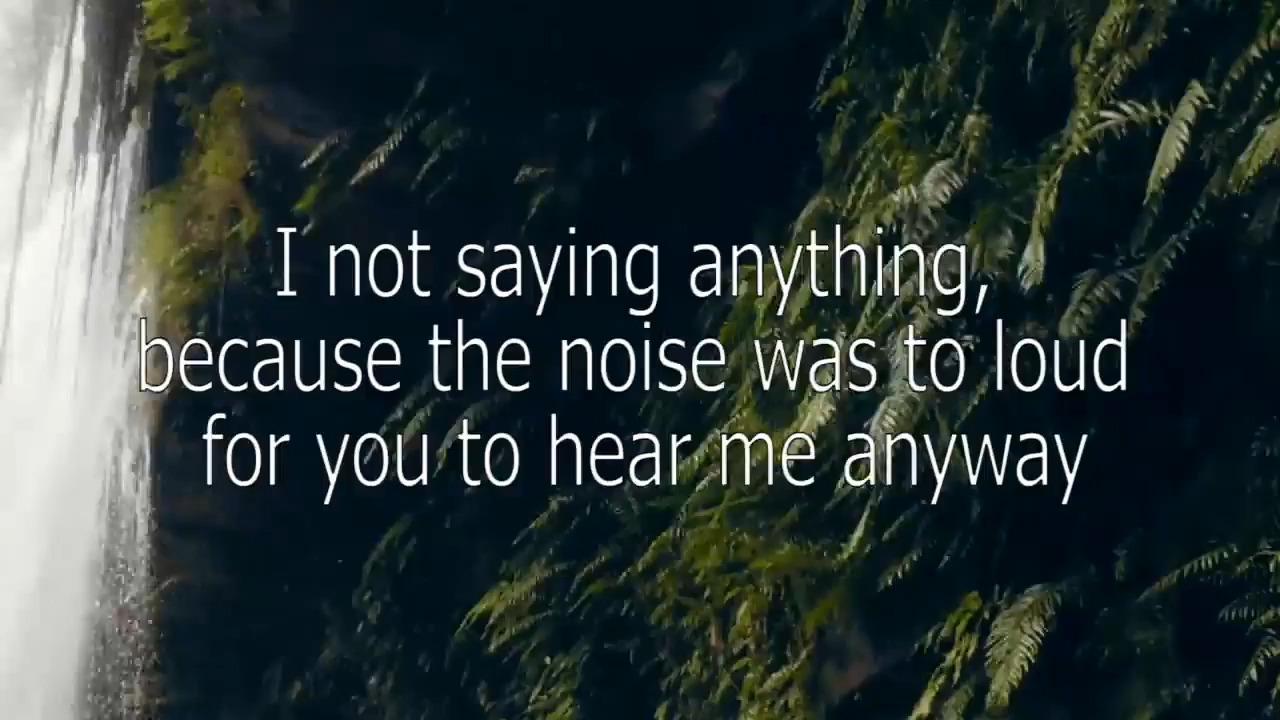 I not saying anything,
because the noise was to loud
for you to hear me anyway